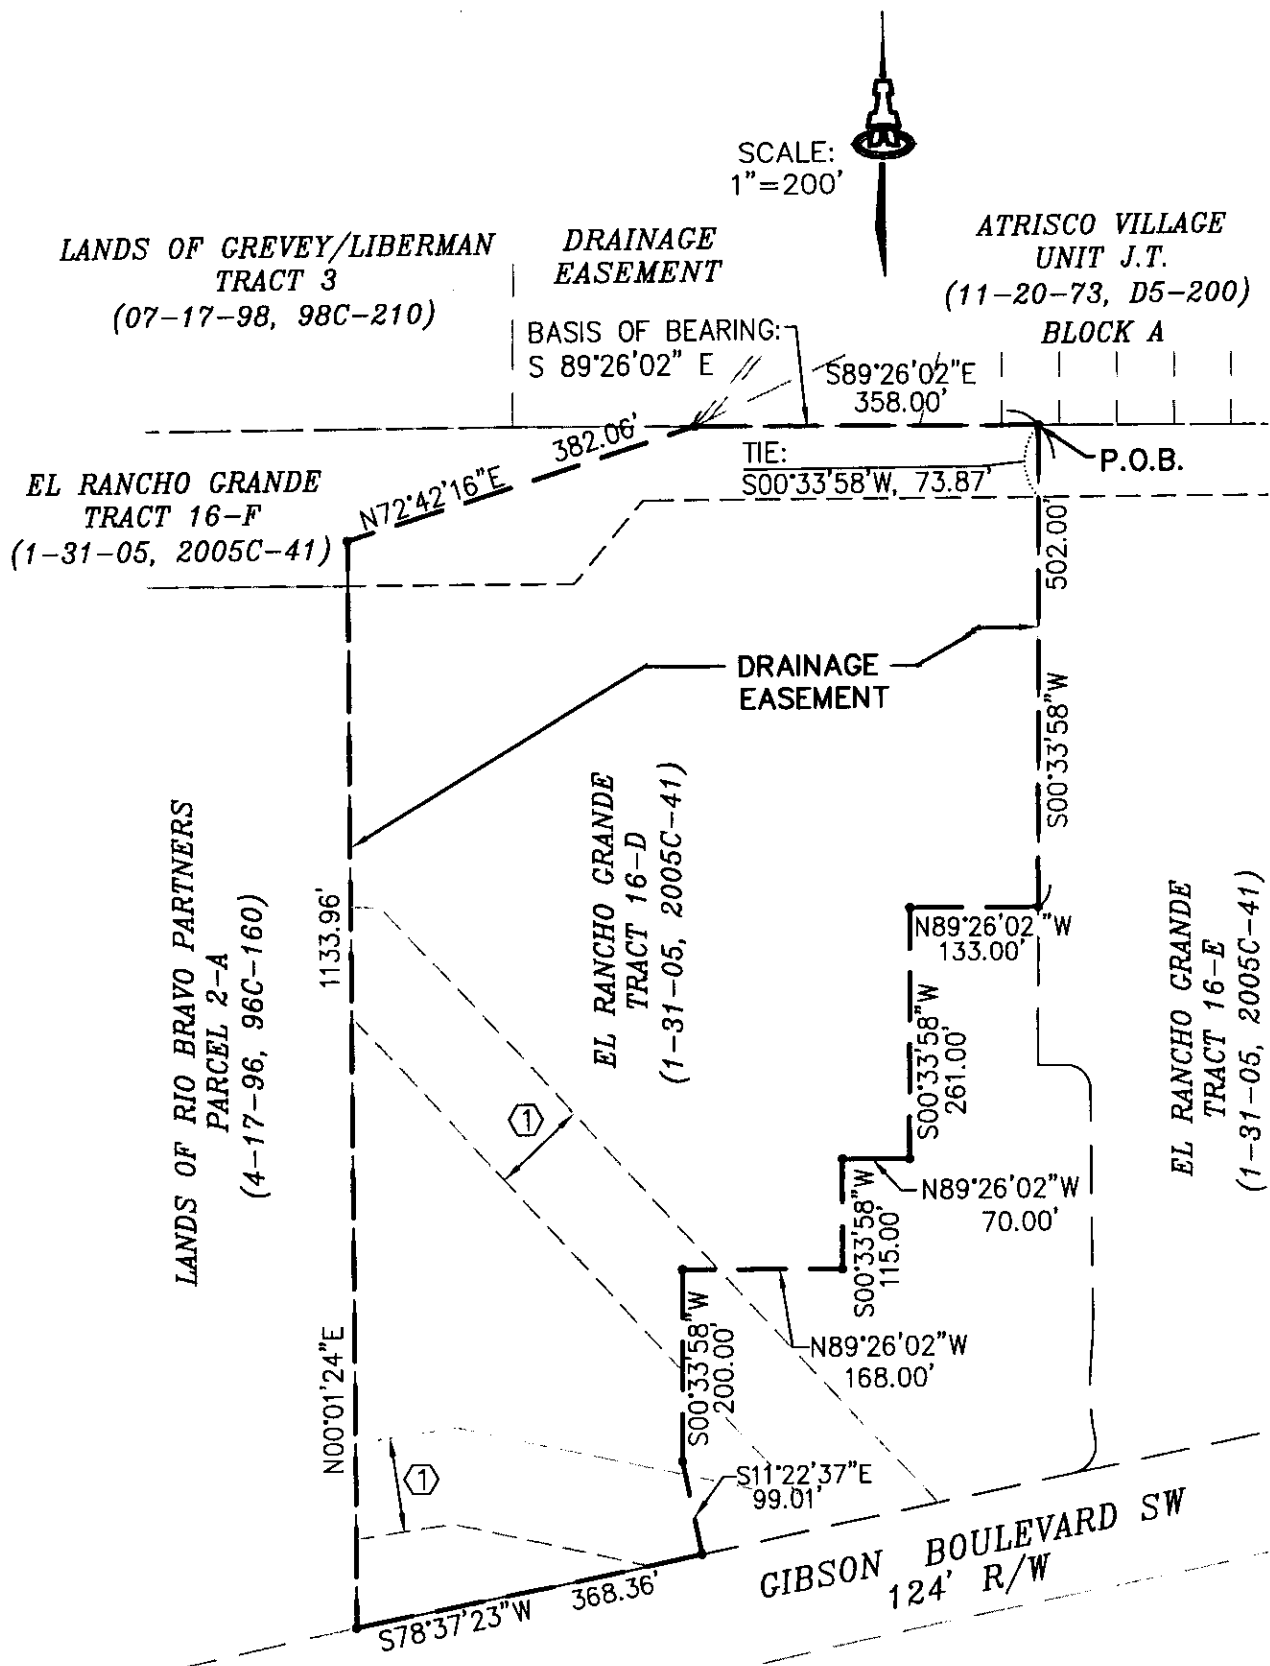 SCALE:
1"=200'
LANDS OF GREVEY/LIBERMAN
TRACT 3
(07-17-98, 98C-210)
DRAINAGE
EASEMENT
ATRISCO VILLAGE
UNIT J.T.
(11-20-73, D5-200)
BLOCK A
BASIS OF BEARING:
S 89°26'02" E
S89°26'02"E
358.00'
382.06'
N72°42'16"E
TIE:
S00°33'58"W, 73.87'
P.O.B.
EL RANCHO GRANDE
TRACT 16-F
(1-31-05, 2005C-41)
502.00'
S00°33'58"W
DRAINAGE
EASEMENT
LANDS OF RIO BRAVO PARTNERS
PARCEL 2-A
(4-17-96, 96C-160)
1133.96'
N00°01'24"E
EL RANCHO GRANDE
TRACT 16-D
(1-31-05, 2005C-41)
N89°26'02"W
133.00'
S00°33'58"W
261.00'
EL RANCHO GRANDE
TRACT 16-E
(1-31-05, 2005C-41)
1
N89°26'02"W
70.00'
S00°33'58"W
115.00'
N89°26'02"W
168.00'
S00°33'58"W
200.00'
1
S11°22'37"E
99.01'
GIBSON BOULEVARD SW
124' R/W
368.36'
S78°37'23"W